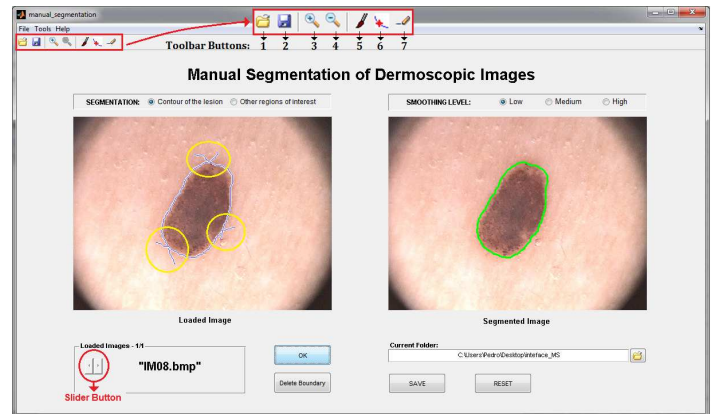 manual_segmentation
File Tools Help
Toolbar Buttons: 1 2 3 4 5 6 7
Manual Segmentation of Dermoscopic Images
SEGMENTATION: Contour of the lesion Other regions of interest
SMOOTHING LEVEL: Low Medium High
Loaded Image
Segmented Image
Loaded Images - 1/1
"IM08.bmp"
Slider Button
OK
Delete Boundary
Current Folder:
C:\Users\Pedro\Desktop\inteface_MS
SAVE RESET